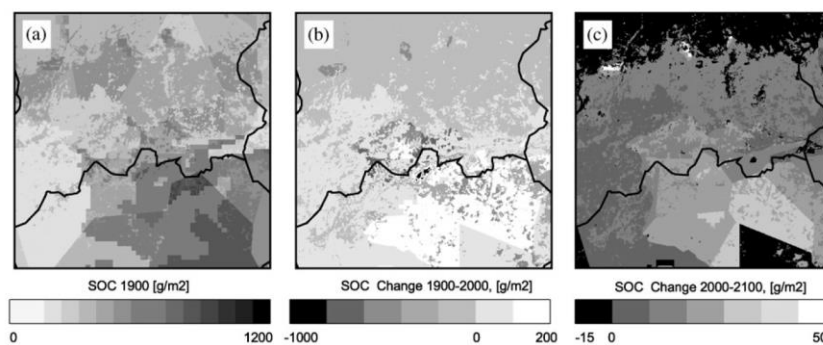 (a) (b) (c)
SOC 1900 [g/m2] SOC Change 1900-2000, [g/m2] SOC Change 2000-2100, [g/m2]
0 1200 -1000 0 200 -15 0 50